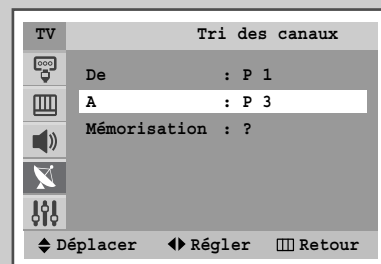 TV Tri des canaux
De : P 1
A : P 3
Mémorisation : ?
Déplacer Régler Retour